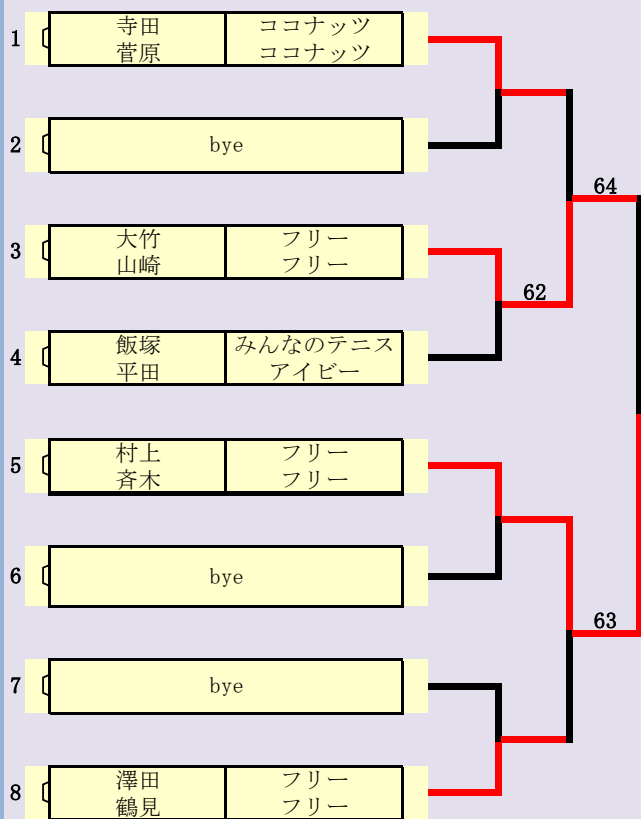 1 寺田 ココナッツ
菅原 ココナッツ
2 bye
64
3 大竹 フリー
山崎 フリー
62
4 飯塚 みんなのテニス
平田 アイビー
5 村上 フリー
斉木 フリー
6 bye
63
7 bye
8 澤田 フリー
鶴見 フリー